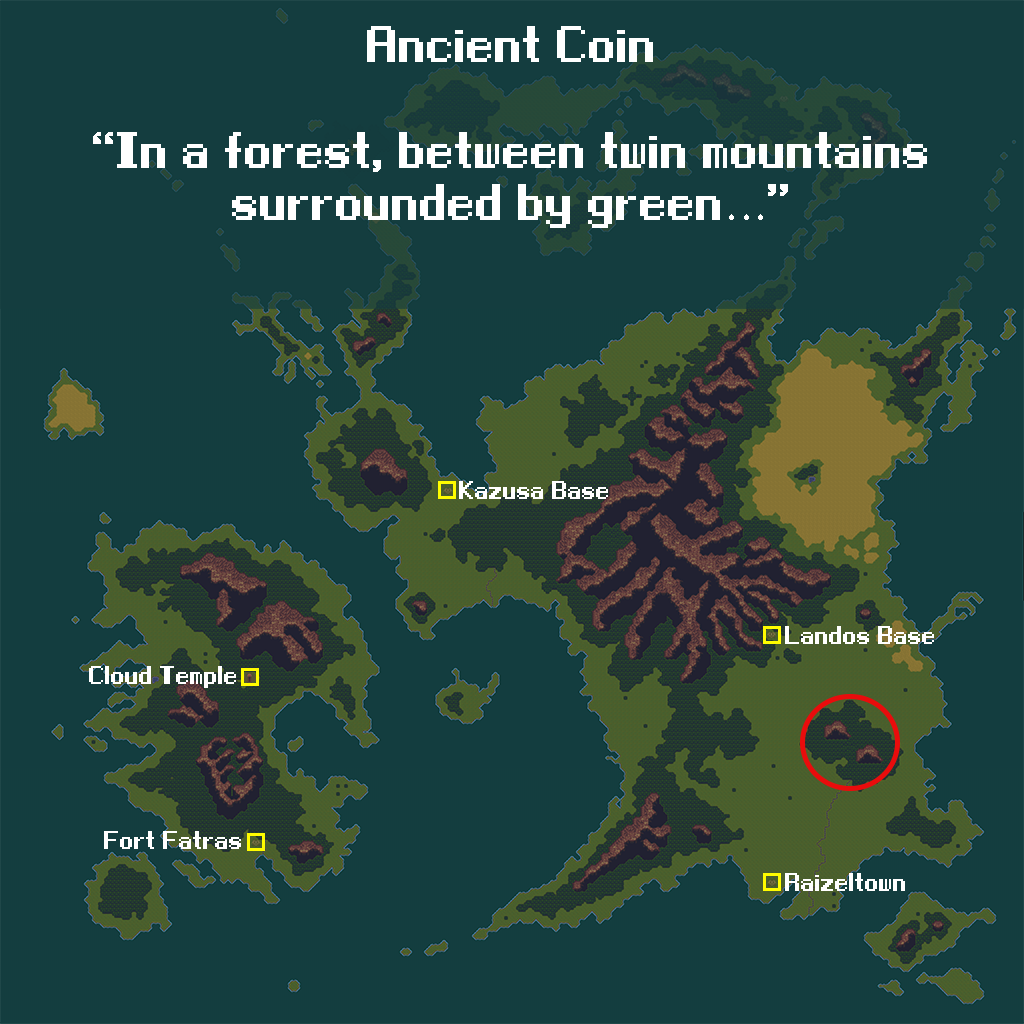 Ancient Coin
“In a forest, between twin mountains
surrounded by green...”
Kazusa Base
Landos Base
Cloud Temple
Fort Fatras
Raizeltown